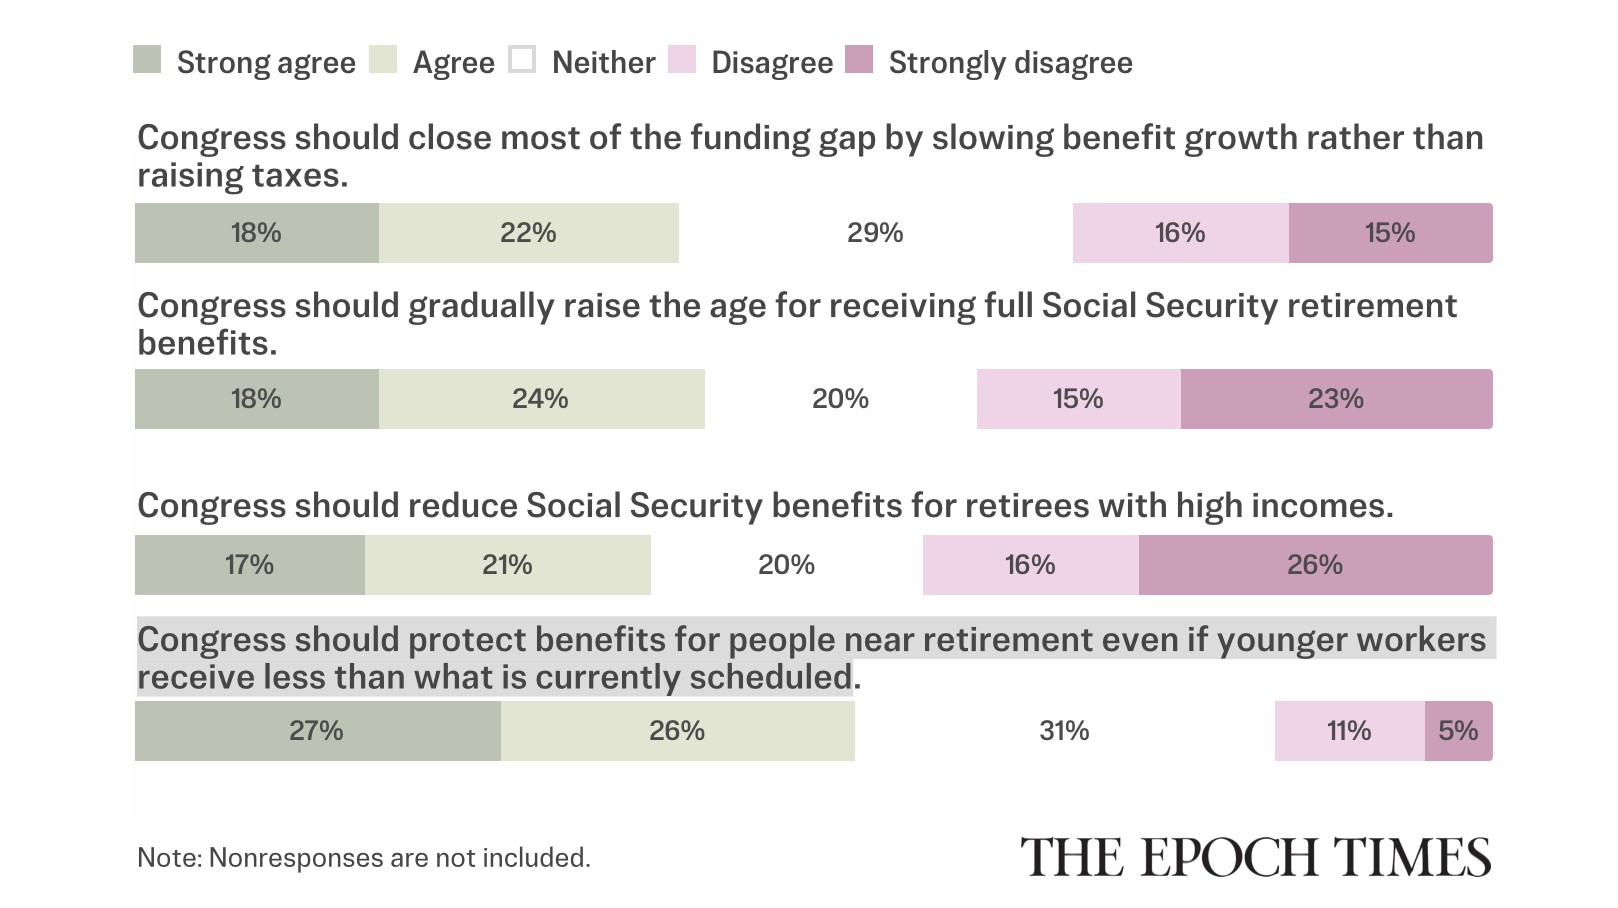 Strong agree Agree Neither Disagree Strongly disagree
Congress should close most of the funding gap by slowing benefit growth rather than
raising taxes.
18% 22% 29% 16% 15%
Congress should gradually raise the age for receiving full Social Security retirement
benefits.
18% 24% 20% 15% 23%
Congress should reduce Social Security benefits for retirees with high incomes.
17% 21% 20% 16% 26%
Congress should protect benefits for people near retirement even if younger workers
receive less than what is currently scheduled.
27% 26% 31% 11% 5%
Note: Nonresponses are not included.
THE EPOCH TIMES